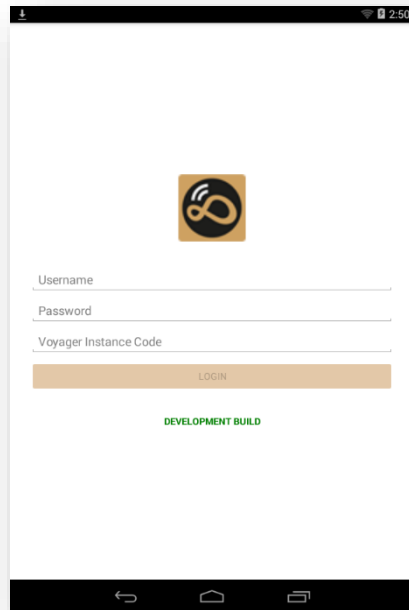 2:50
Username
Password
Voyager Instance Code
LOGIN
DEVELOPMENT BUILD